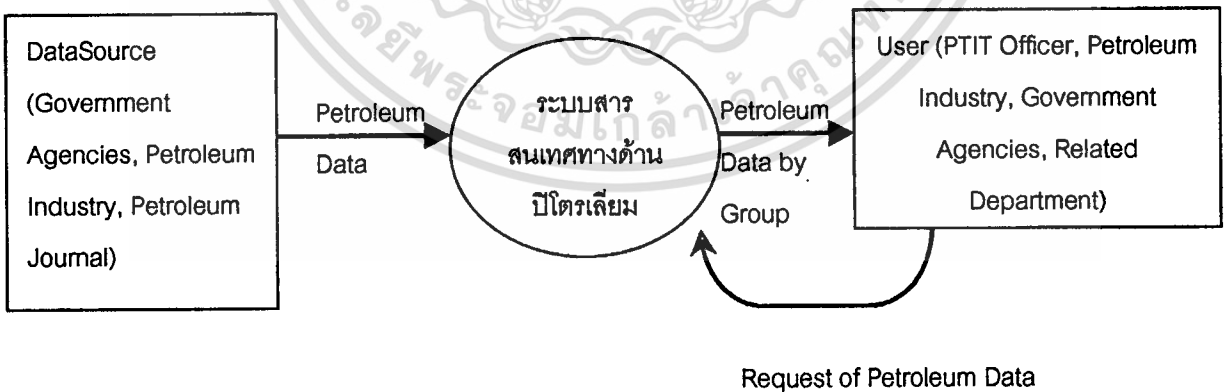 DataSource
(Government
Agencies, Petroleum
Industry, Petroleum
Journal)
Petroleum
Data
ระบบสาร
สนเทศทางด้าน
ปิโตรเลี่ยม
Petroleum
Data by
Group
User (PTIT Officer, Petroleum
Industry, Government
Agencies, Related
Department)
Request of Petroleum Data